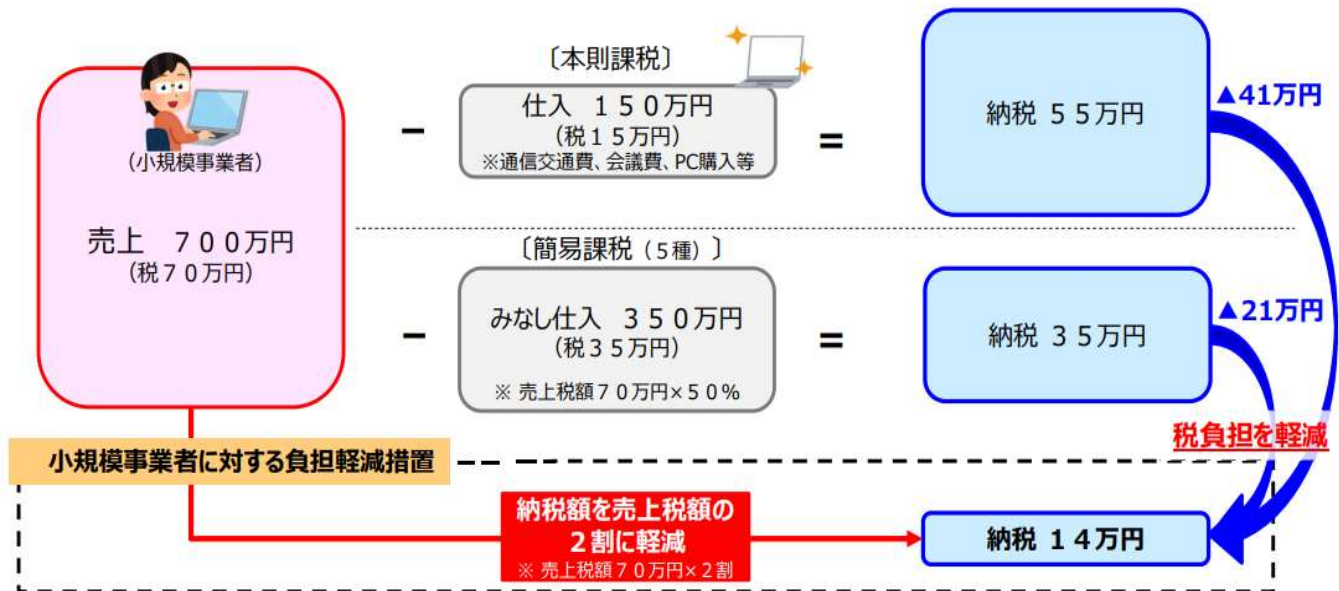 (小規模事業者)
売上 700万円
(税70万円)
－
〔本則課税〕
仕入 150万円
(税15万円)
※通信交通費、会議費、PC購入等
＝
納税 55万円
▲41万円
－
〔簡易課税(5種)〕
みなし仕入 350万円
(税35万円)
※ 売上税額70万円×50％
＝
納税 35万円
▲21万円
税負担を軽減
小規模事業者に対する負担軽減措置
納税額を売上税額の
2割に軽減
※ 売上税額70万円×2割
納税 14万円